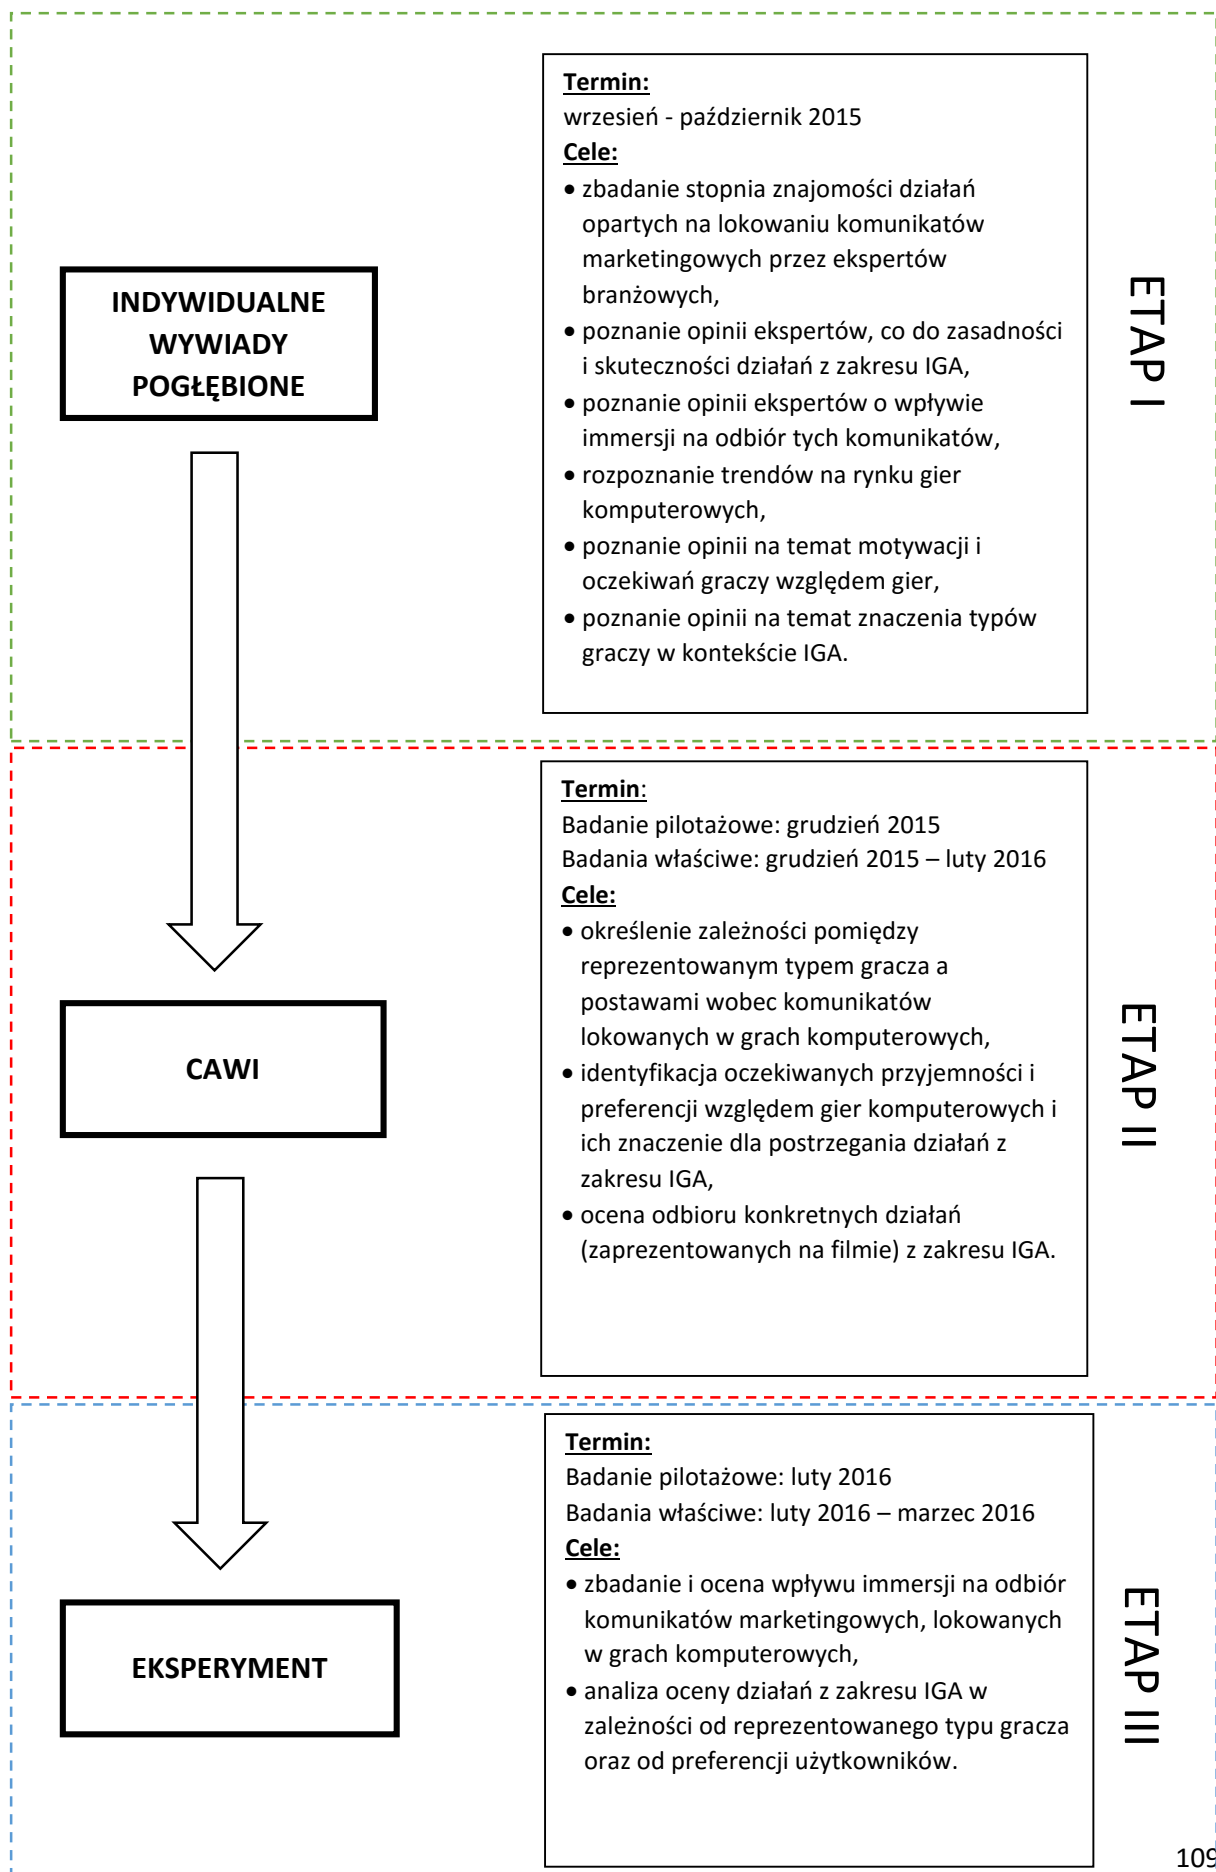 INDYWIDUALNE
WYWIADY
POGŁĘBIONE
Termin:
wrzesień - październik 2015
Cele:
• zbadanie stopnia znajomości działań
opartych na lokowaniu komunikatów
marketingowych przez ekspertów
branżowych,
• poznanie opinii ekspertów, co do zasadności
i skuteczności działań z zakresu IGA,
• poznanie opinii ekspertów o wpływie
immersji na odbiór tych komunikatów,
• rozpoznanie trendów na rynku gier
komputerowych,
• poznanie opinii na temat motywacji i
oczekiwań graczy względem gier,
• poznanie opinii na temat znaczenia typów
graczy w kontekście IGA.
ETAP I
CAWI
Termin:
Badanie pilotażowe: grudzień 2015
Badania właściwe: grudzień 2015 – luty 2016
Cele:
• określenie zależności pomiędzy
reprezentowanym typem gracza a
postawami wobec komunikatów
lokowanych w grach komputerowych,
• identyfikacja oczekiwanych przyjemności i
preferencji względem gier komputerowych i
ich znaczenie dla postrzegania działań z
zakresu IGA,
• ocena odbioru konkretnych działań
(zaprezentowanych na filmie) z zakresu IGA.
ETAP II
EKSPERYMENT
Termin:
Badanie pilotażowe: luty 2016
Badania właściwe: luty 2016 – marzec 2016
Cele:
• zbadanie i ocena wpływu immersji na odbiór
komunikatów marketingowych, lokowanych
w grach komputerowych,
• analiza oceny działań z zakresu IGA w
zależności od reprezentowanego typu gracza
oraz od preferencji użytkowników.
ETAP III
109